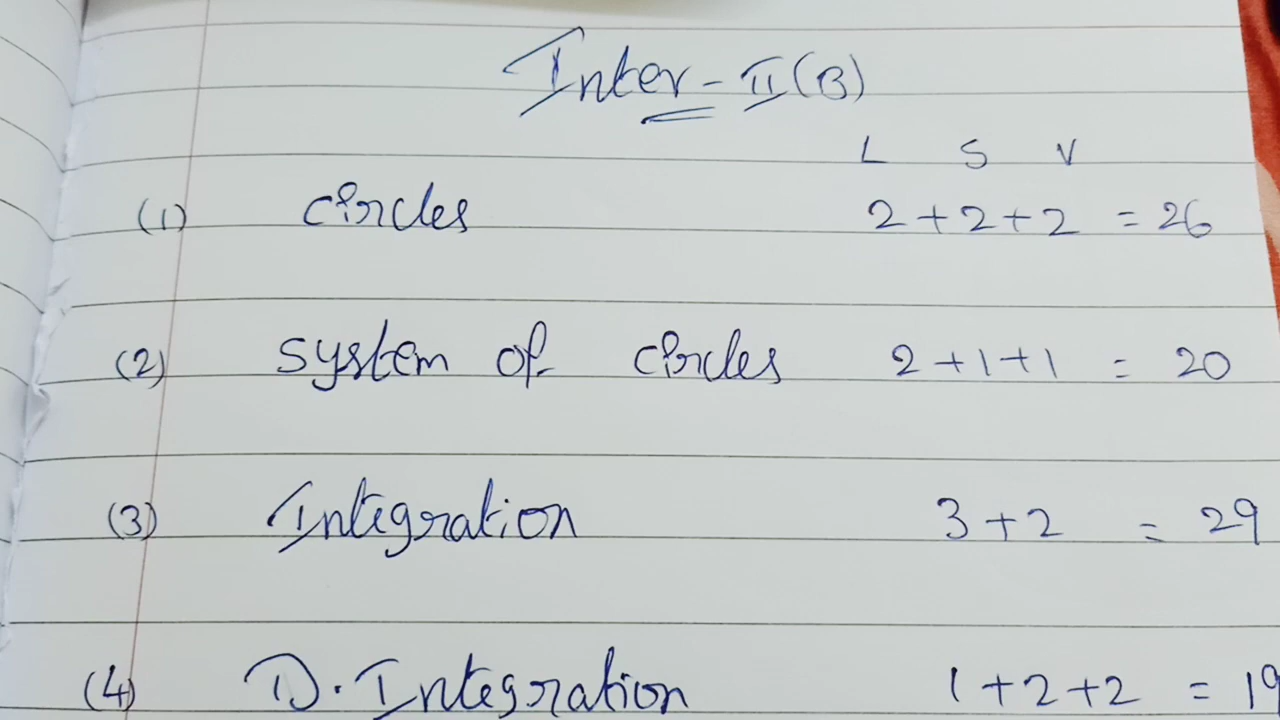 Inter - II(B)
L S V
(1) circles 2+2+2 = 26
(2) system of circles 2+1+1 = 20
(3) Integration 3+2 = 29
(4) D. Integration 1+2+2 = 19